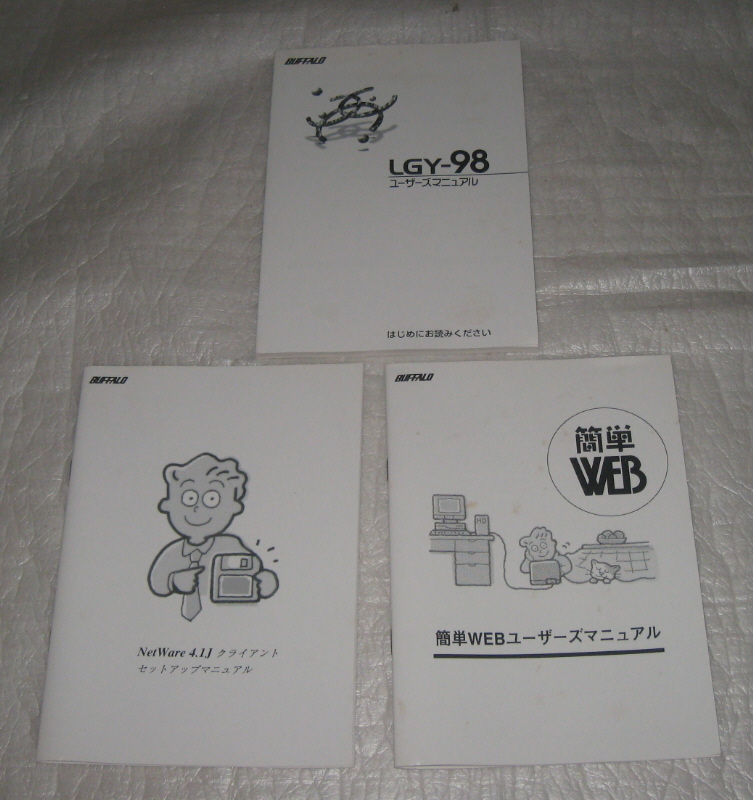 BUFFALO
LGY-98
ユーザーズマニュアル
はじめにお読みください
BUFFALO
NetWare 4.1J クライアント
セットアップマニュアル
BUFFALO
簡単
WEB
HD
簡単WEBユーザーズマニュアル